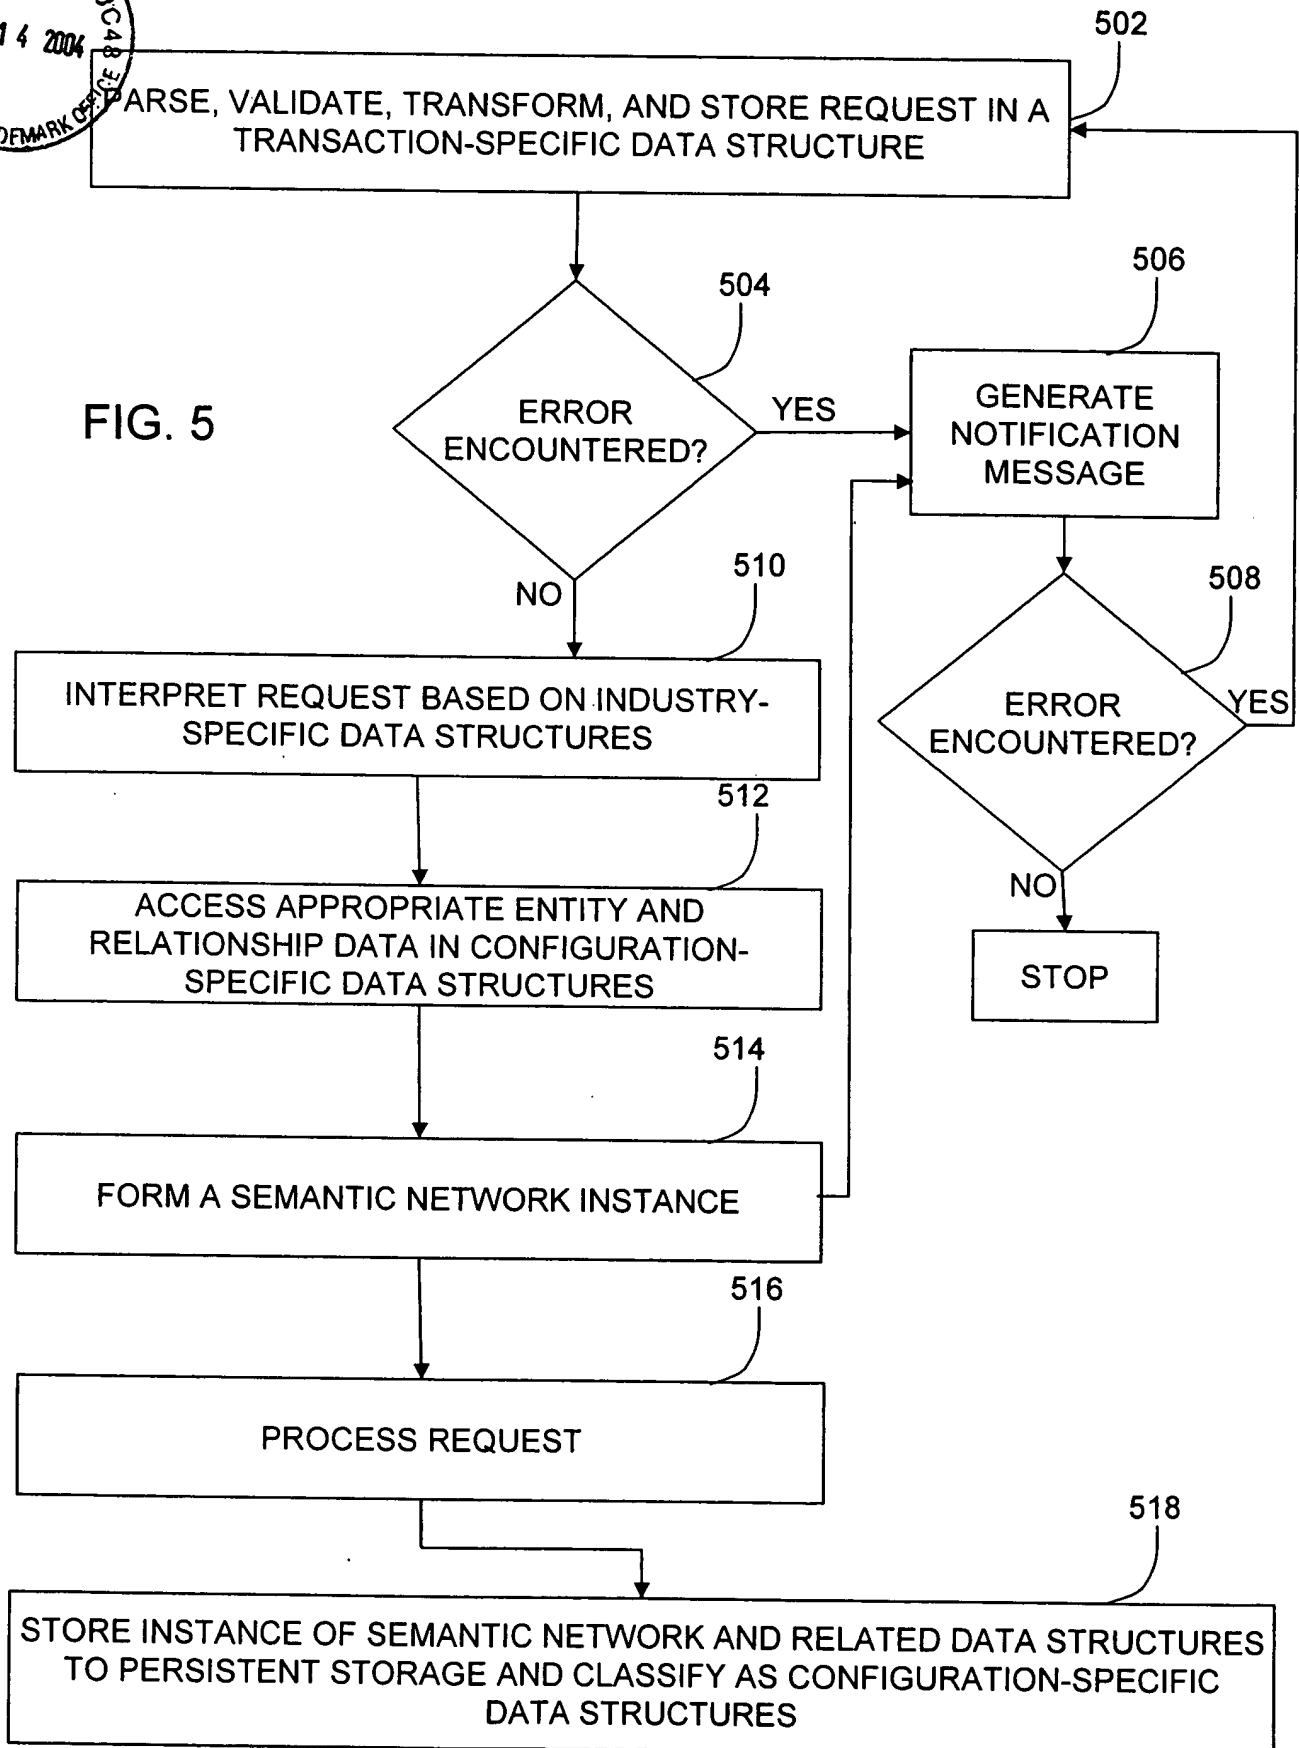 14 2004
502
PARSE, VALIDATE, TRANSFORM, AND STORE REQUEST IN A
TRANSACTION-SPECIFIC DATA STRUCTURE
504
506
FIG. 5
ERROR
ENCOUNTERED?
YES
GENERATE
NOTIFICATION
MESSAGE
NO
510
508
INTERPRET REQUEST BASED ON INDUSTRY-
SPECIFIC DATA STRUCTURES
ERROR
ENCOUNTERED?
YES
512
NO
ACCESS APPROPRIATE ENTITY AND
RELATIONSHIP DATA IN CONFIGURATION-
SPECIFIC DATA STRUCTURES
STOP
514
FORM A SEMANTIC NETWORK INSTANCE
516
PROCESS REQUEST
518
STORE INSTANCE OF SEMANTIC NETWORK AND RELATED DATA STRUCTURES
TO PERSISTENT STORAGE AND CLASSIFY AS CONFIGURATION-SPECIFIC
DATA STRUCTURES